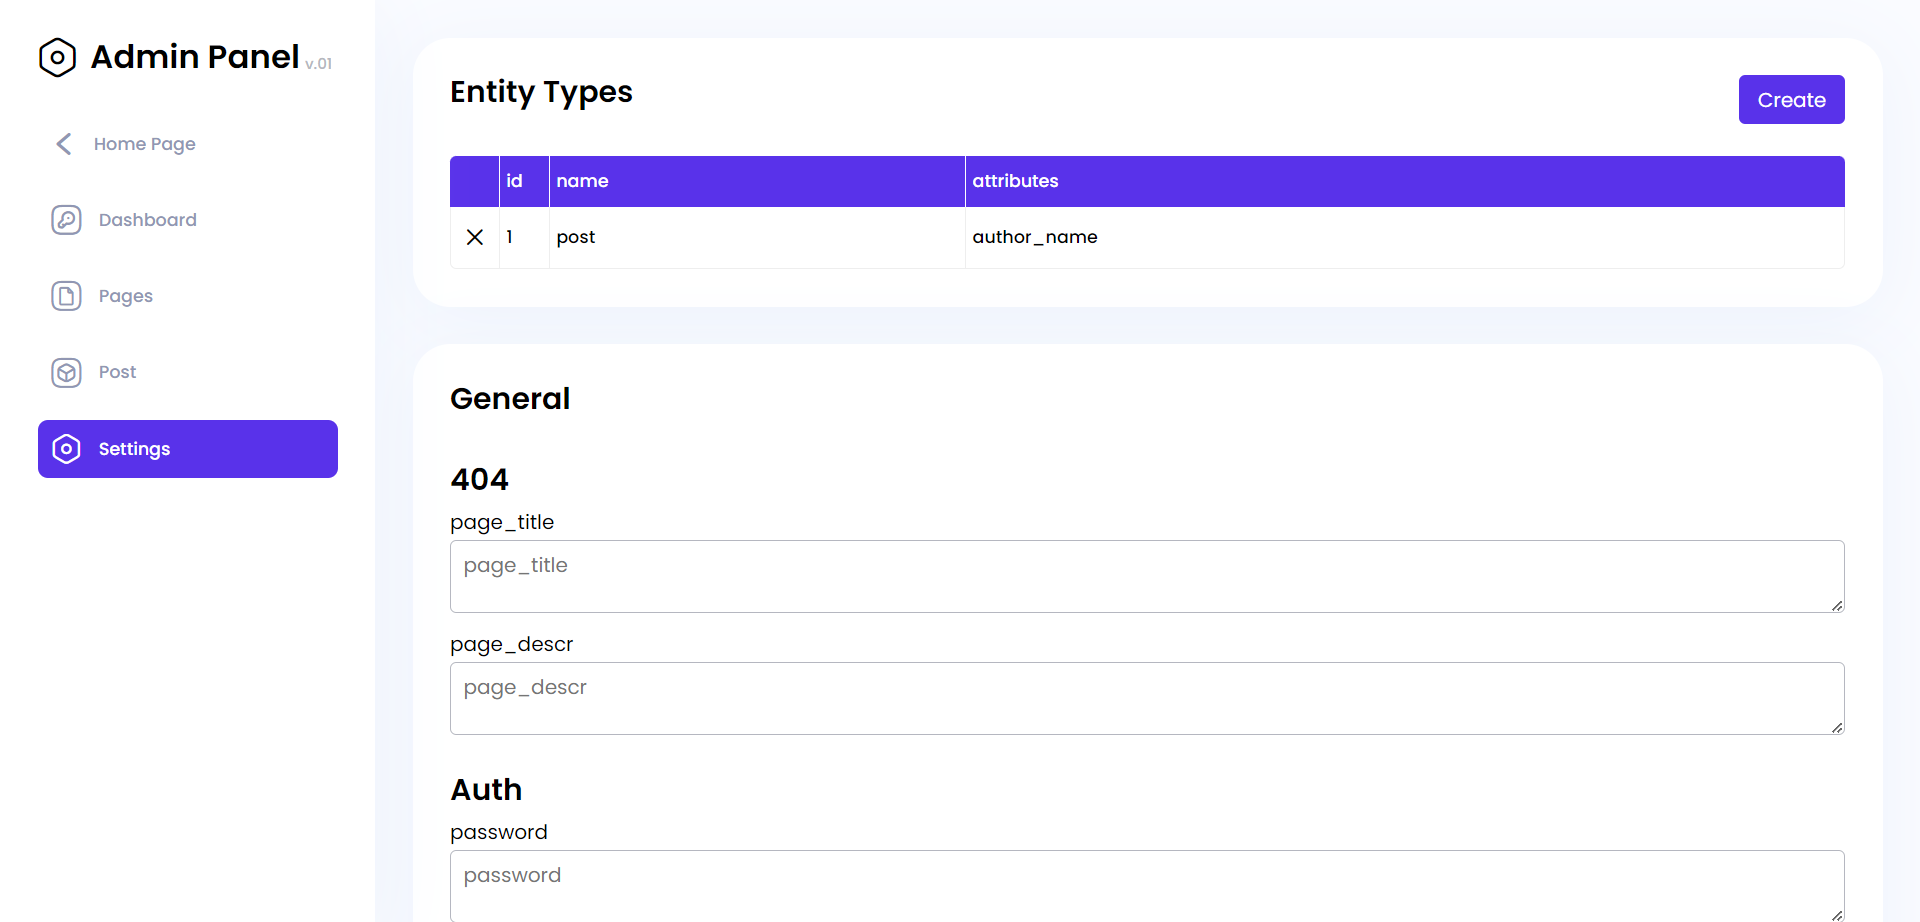 Admin Panel v.01
Home Page
Dashboard
Pages
Post
Settings
Entity Types
Create
id name attributes
1 post author_name
General
404
page_title
page_title
page_descr
page_descr
Auth
password
password